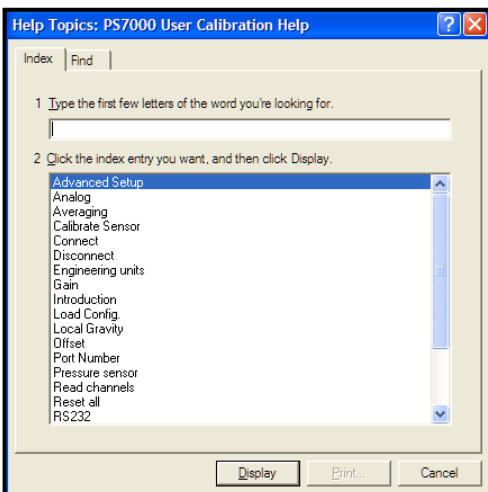 Help Topics: PS7000 User Calibration Help
Index Find
1 Type the first few letters of the word you're looking for.
2 Click the index entry you want, and then click Display.
Advanced Setup
Analog
Averaging
Calibrate Sensor
Connect
Disconnect
Engineering units
Gain
Introduction
Load Config.
Local Gravity
Offset
Port Number
Pressure sensor
Read channels
Reset all
RS232
Display Print... Cancel